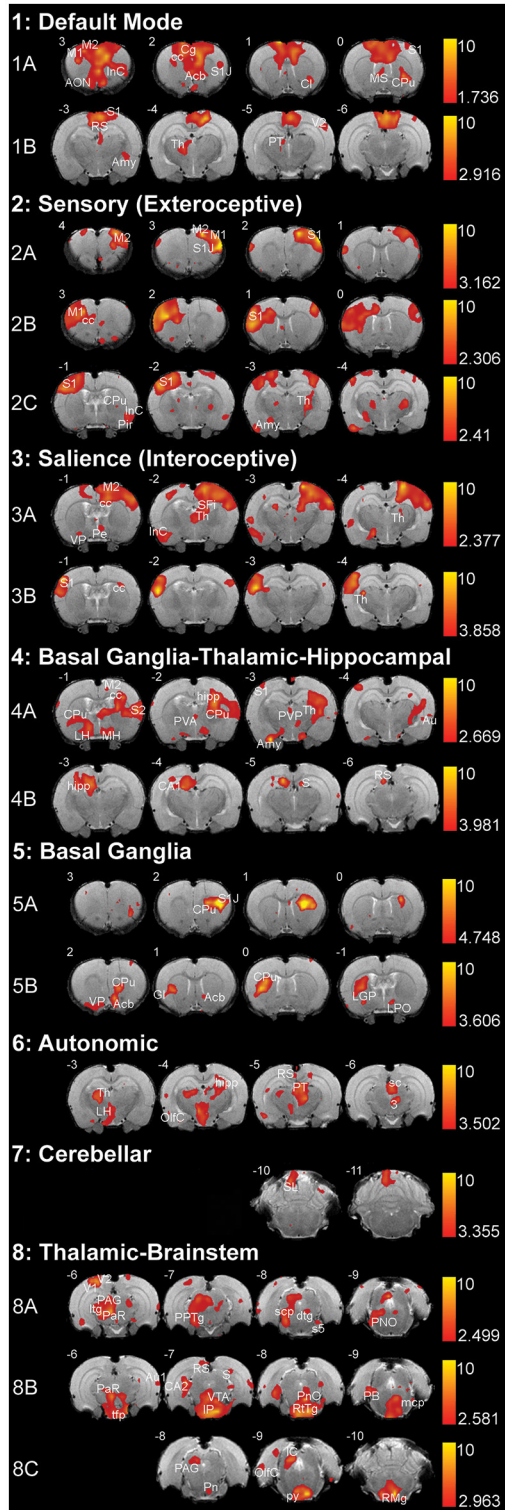 1: Default Mode
3 2 1 0
M2 M1 InC AON Cg cc Acb S1J Cl S1 MS CPu
1A
10
1.736
-3 -4 -5 -6
S1 RS Amy Th V2 PT
1B
10
2.916
2: Sensory (Exteroceptive)
4 3 2 1
M2 M2 M1 S1J S1
2A
10
3.162
3 2 1 0
M1 cc S1
2B
10
2.306
-1 -2 -3 -4
S1 CPu InC Pir S1 Th Amy
2C
10
2.41
3: Salience (Interoceptive)
-1 -2 -3 -4
M2 cc VP Pe SFi Th InC Th
3A
10
2.377
-1 -2 -3 -4
S1 cc Th
3B
10
3.858
4: Basal Ganglia-Thalamic-Hippocampal
-1 -2 -3 -4
M2 cc CPu S2 LH MH hipp CPu PVA S1 Th PVP Amy Au
4A
10
2.669
-3 -4 -5 -6
hipp CA1 S RS
4B
10
3.981
5: Basal Ganglia
3 2 1 0
S1J CPu
5A
10
4.748
2 1 0 -1
CPu VP Acb GI Acb CPu LGP LPO
5B
10
3.606
6: Autonomic
-3 -4 -5 -6
Th LH hipp OlfC RS PT sc 3
10
3.502
7: Cerebellar
-10 -11
SIL
10
3.355
8: Thalamic-Brainstem
-6 -7 -8 -9
V2 V1 PAG ltg PaR PPTg scp dtg s5 PNO
8A
10
2.499
-6 -7 -8 -9
PaR tfp Au1 RS CA2 S VTA IP PnO RtTg PB mcp
8B
10
2.581
-8 -9 -10
PAG Pn IC OlfC py RMg
8C
10
2.963